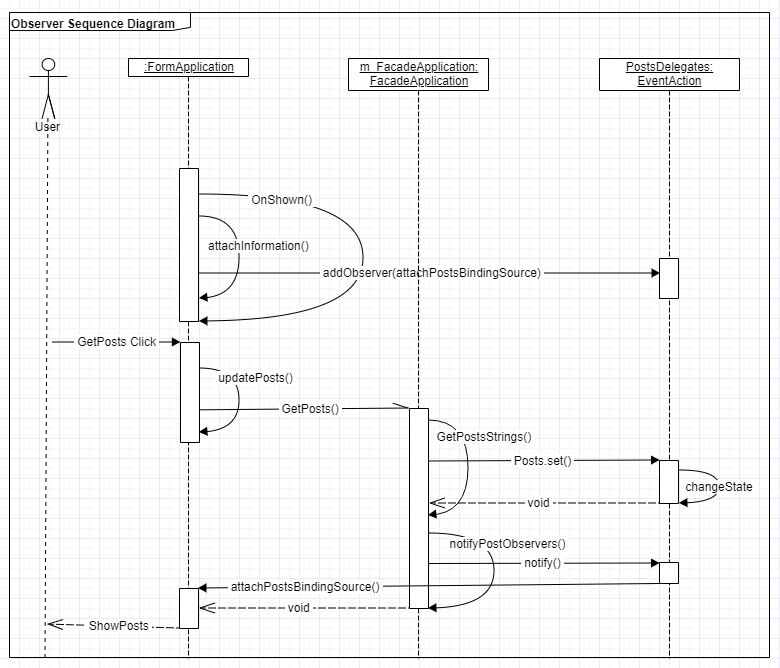 Observer Sequence Diagram
:FormApplication
m_FacadeApplication:
FacadeApplication
PostsDelegates:
EventAction
User
OnShown()
attachInformation()
addObserver(attachPostsBindingSource)
GetPosts Click
updatePosts()
GetPosts()
GetPostsStrings()
Posts.set()
changeState
void
notifyPostObservers()
notify()
attachPostsBindingSource()
void
ShowPosts